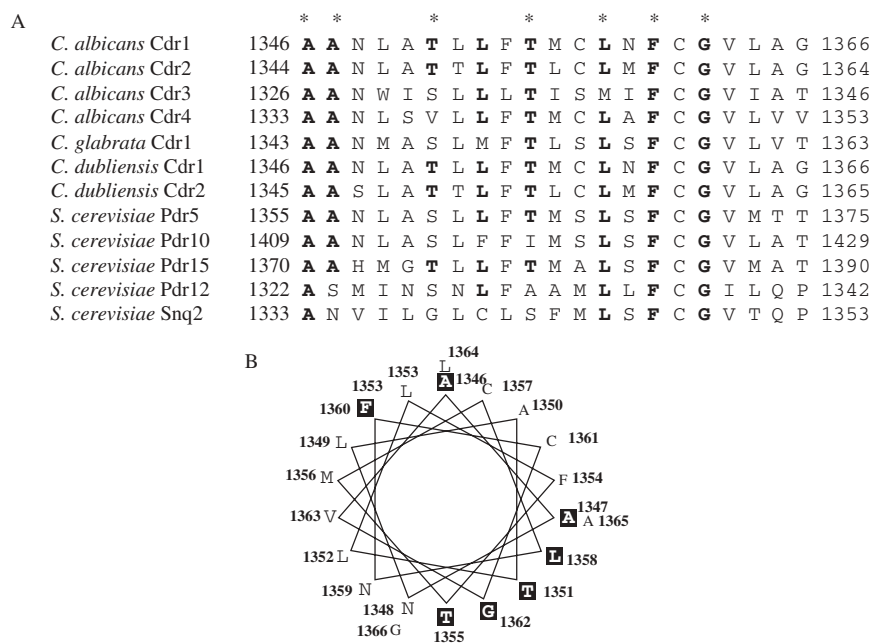 A
* * * * * * *
C. albicans Cdr1 1346 A A N L A T L L F T M C L N F C G V L A G 1366
C. albicans Cdr2 1344 A A N L A T T L F T L C L M F C G V L A G 1364
C. albicans Cdr3 1326 A A N W I S L L L T I S M I F C G V I A T 1346
C. albicans Cdr4 1333 A A N L S V L L F T M C L A F C G V L V V 1353
C. glabrata Cdr1 1343 A A N M A S L M F T L S L S F C G V L V T 1363
C. dubliensis Cdr1 1346 A A N L A T L L F T M C L N F C G V L A G 1366
C. dubliensis Cdr2 1345 A A S L A T T L F T L C L M F C G V L A G 1365
S. cerevisiae Pdr5 1355 A A N L A S L L F T M S L S F C G V M T T 1375
S. cerevisiae Pdr10 1409 A A N L A S L F F I M S L S F C G V L A T 1429
S. cerevisiae Pdr15 1370 A A H M G T L L F T M A L S F C G V M A T 1390
S. cerevisiae Pdr12 1322 A S M I N S N L F A A M L L F C G I L Q P 1342
S. cerevisiae Snq2 1333 A N V I L G L C L S F M L S F C G V T Q P 1353
B
1364
L
1353 L
A 1346
C 1357
1353
1360 F
A 1350
1349 L
C 1361
1356 M
F 1354
1363 V
1347
A A 1365
1352 L
L 1358
1359 N
T 1351
1348 N
1366 G
T
1355
G 1362